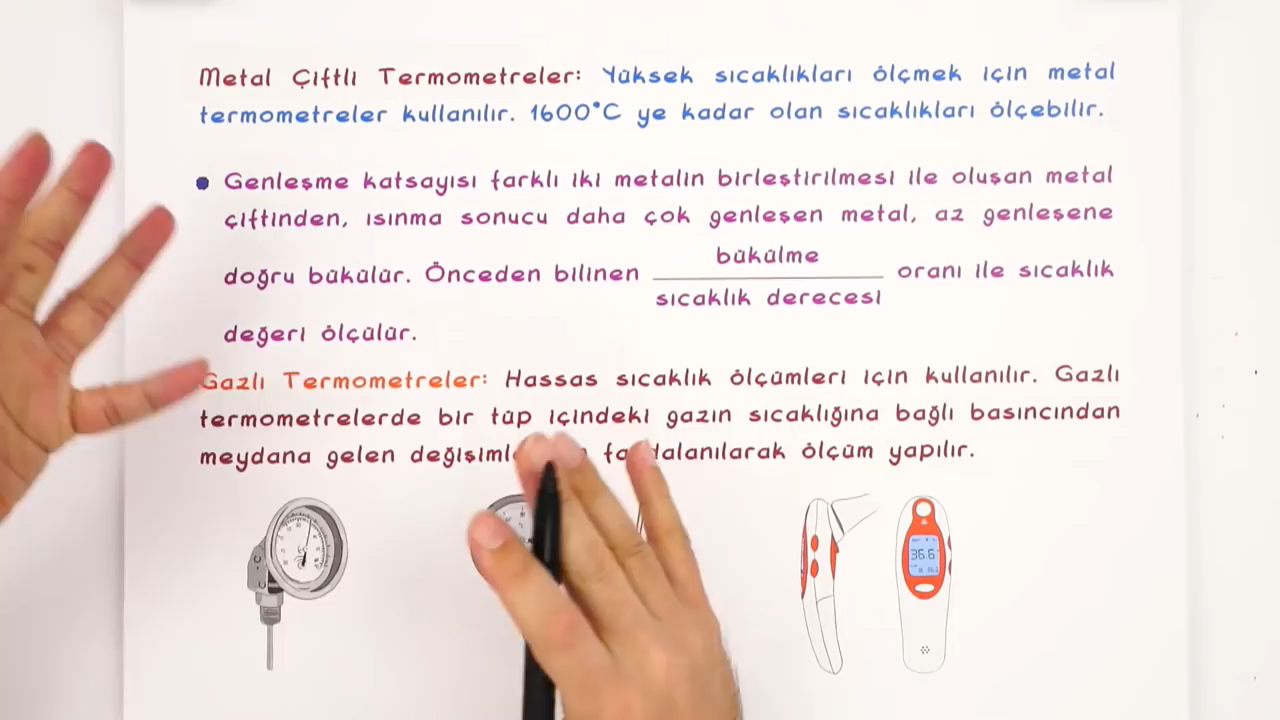 Metal Çiftli Termometreler: Yüksek sıcaklıkları ölçmek için metal
termometreler kullanılır. 1600°C ye kadar olan sıcaklıkları ölçebilir.
Genleşme katsayısı farklı iki metalin birleştirilmesi ile oluşan metal
çiftinden, ısınma sonucu daha çok genleşen metal, az genleşene
bükülme
doğru bükülür. Önceden bilinen oranı ile sıcaklık
sıcaklık derecesi
değeri ölçülür.
Gazlı Termometreler: Hassas sıcaklık ölçümleri için kullanılır. Gazlı
termometrelerde bir tüp içindeki gazın sıcaklığına bağlı basıncından
meydana gelen ölçüm yapılır.
36.6